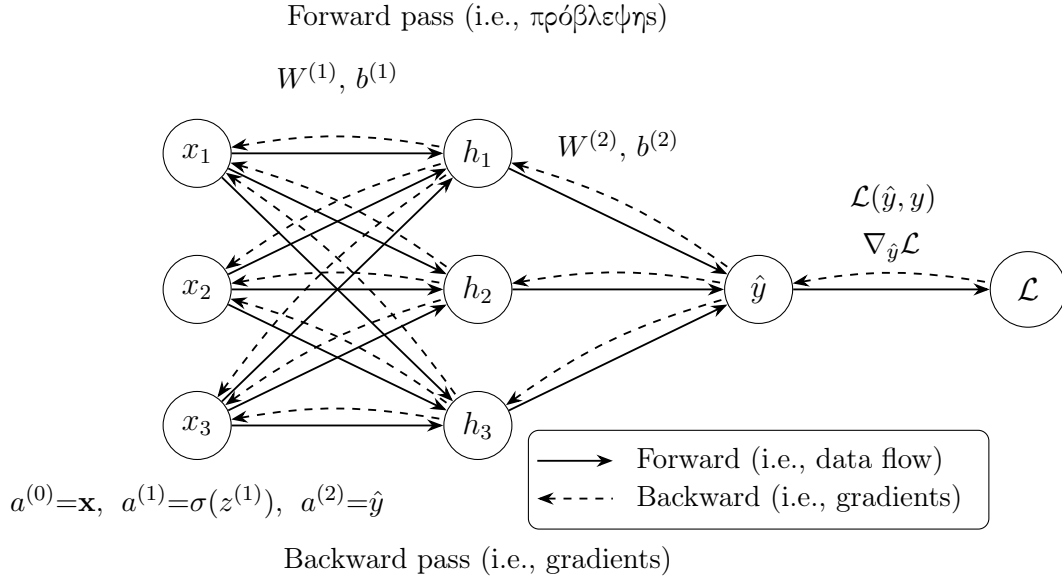 Forward pass (i.e., πρόβλεψηs)
W^{(1)}, b^{(1)}
W^{(2)}, b^{(2)}
x_1
h_1
𝓛(ŷ, y)
∇_{ŷ}𝓛
x_2
h_2
ŷ
𝓛
x_3
h_3
Forward (i.e., data flow)
Backward (i.e., gradients)
a^{(0)}=𝐱, a^{(1)}=σ(z^{(1)}), a^{(2)}=ŷ
Backward pass (i.e., gradients)